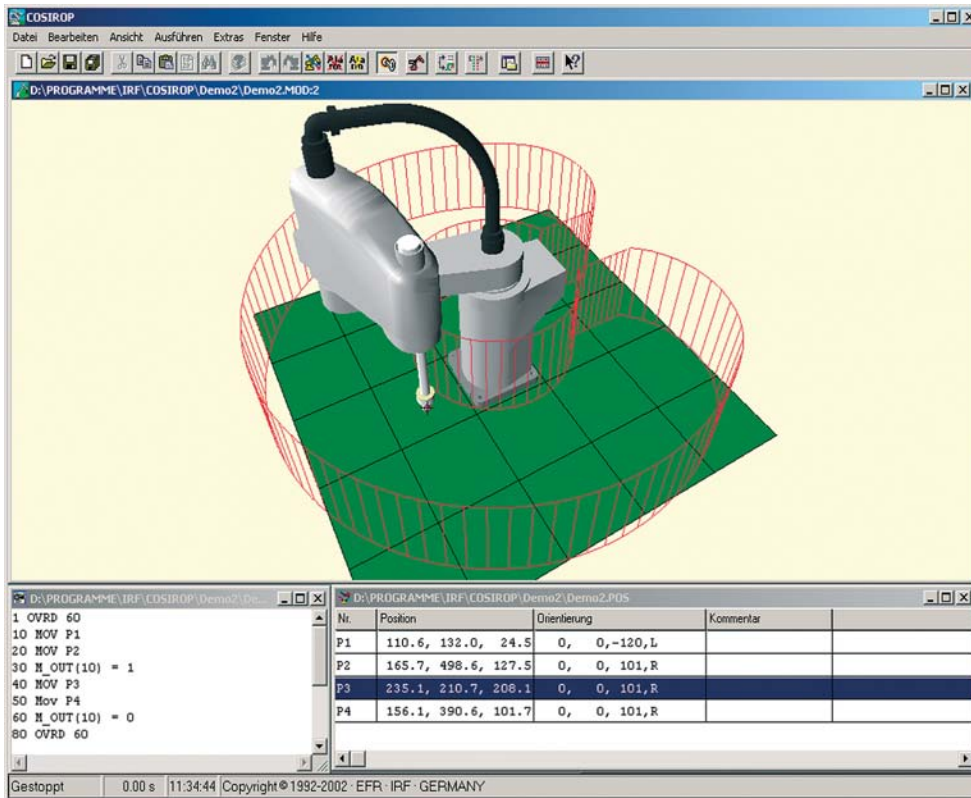 COSIROP
Datei Bearbeiten Ansicht Ausführen Extras Fenster Hilfe
D:\PROGRAMME\IRF\COSIROP\Demo2\Demo2.MOD:2
D:\PROGRAMME\IRF\COSIROP\Demo2\De...
1 OVRD 60
10 MOV P1
20 MOV P2
30 M_OUT(10) = 1
40 MOV P3
50 Mov P4
60 M_OUT(10) = 0
80 OVRD 60
D:\PROGRAMME\IRF\COSIROP\Demo2\Demo2.POS
Nr. Position Orientierung Kommentar
P1 110.6, 132.0, 24.5 0, 0,-120,L
P2 165.7, 498.6, 127.5 0, 0, 101,R
P3 235.1, 210.7, 208.1 0, 0, 101,R
P4 156.1, 390.6, 101.7 0, 0, 101,R
Gestoppt 0.00 s 11:34:44 Copyright © 1992-2002 · EFR · IRF · GERMANY